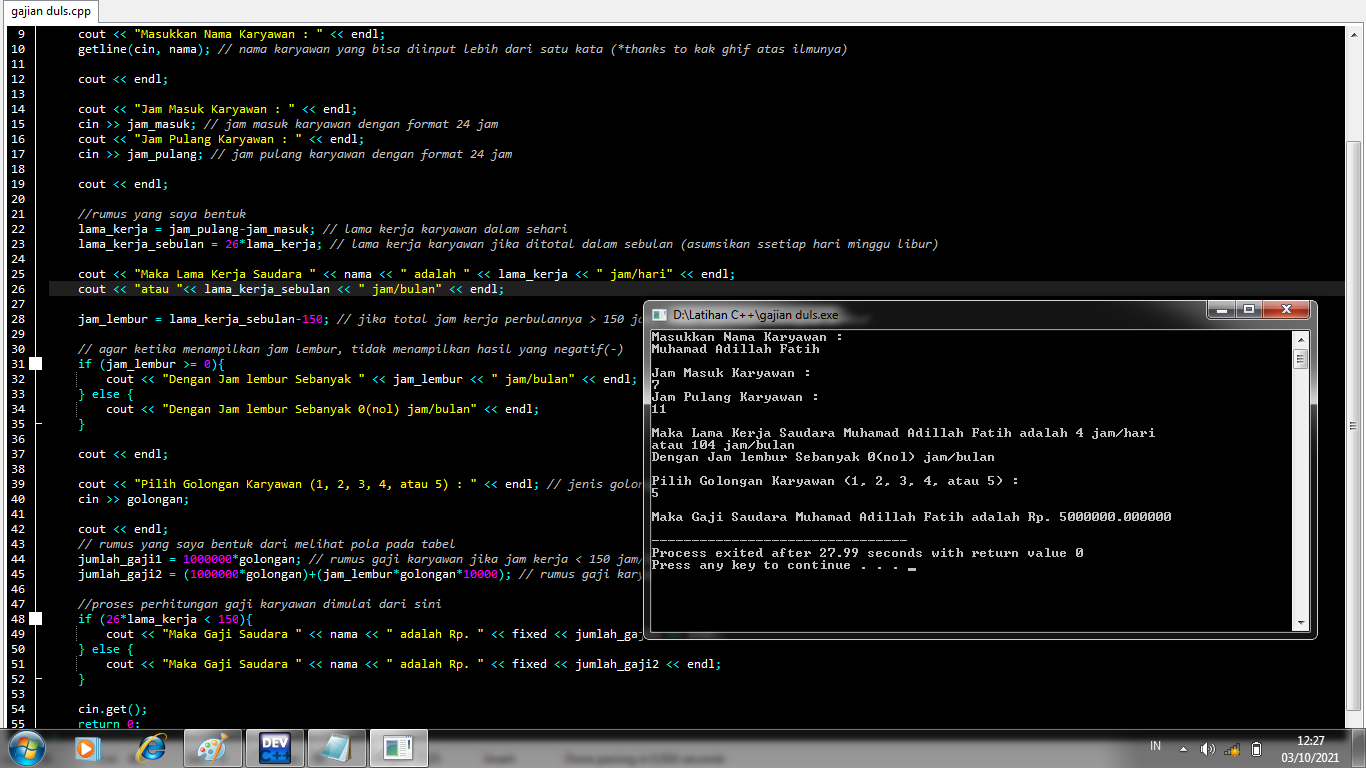 gajian duls.cpp
9 cout << "Masukkan Nama Karyawan : " << endl;
10 getline(cin, nama); // nama karyawan yang bisa diinput lebih dari satu kata (*thanks to kak ghif atas ilmunya)
11
12 cout << endl;
13
14 cout << "Jam Masuk Karyawan : " << endl;
15 cin >> jam_masuk; // jam masuk karyawan dengan format 24 jam
16 cout << "Jam Pulang Karyawan : " << endl;
17 cin >> jam_pulang; // jam pulang karyawan dengan format 24 jam
18
19 cout << endl;
20
21 //rumus yang saya bentuk
22 lama_kerja = jam_pulang-jam_masuk; // lama kerja karyawan dalam sehari
23 lama_kerja_sebulan = 26*lama_kerja; // lama kerja karyawan jika ditotal dalam sebulan (asumsikan ssetiap hari minggu libur)
24
25 cout << "Maka Lama Kerja Saudara " << nama << " adalah " << lama_kerja << " jam/hari" << endl;
26 cout << "atau "<< lama_kerja_sebulan << " jam/bulan" << endl;
27
28 jam_lembur = lama_kerja_sebulan-150; // jika total jam kerja perbulannya > 150 j
29
30 // agar ketika menampilkan jam lembur, tidak menampilkan hasil yang negatif(-)
31 if (jam_lembur >= 0){
32 cout << "Dengan Jam lembur Sebanyak " << jam_lembur << " jam/bulan" << endl;
33 } else {
34 cout << "Dengan Jam lembur Sebanyak 0(nol) jam/bulan" << endl;
35 }
36
37 cout << endl;
38
39 cout << "Pilih Golongan Karyawan (1, 2, 3, 4, atau 5) : " << endl; // jenis golon
40 cin >> golongan;
41
42 cout << endl;
43 // rumus yang saya bentuk dari melihat pola pada tabel
44 jumlah_gaji1 = 1000000*golongan; // rumus gaji karyawan jika jam kerja < 150 jam/
45 jumlah_gaji2 = (1000000*golongan)+(jam_lembur*golongan*10000); // rumus gaji kary
46
47 //proses perhitungan gaji karyawan dimulai dari sini
48 if (26*lama_kerja < 150){
49 cout << "Maka Gaji Saudara " << nama << " adalah Rp. " << fixed << jumlah_gaj
50 } else {
51 cout << "Maka Gaji Saudara " << nama << " adalah Rp. " << fixed << jumlah_gaji2 << endl;
52 }
53
54 cin.get();
55 return 0;
D:\Latihan C++\gajian duls.exe
Masukkan Nama Karyawan :
Muhamad Adillah Fatih
Jam Masuk Karyawan :
7
Jam Pulang Karyawan :
11
Maka Lama Kerja Saudara Muhamad Adillah Fatih adalah 4 jam/hari
atau 104 jam/bulan
Dengan Jam lembur Sebanyak 0(nol) jam/bulan
Pilih Golongan Karyawan (1, 2, 3, 4, atau 5) :
5
Maka Gaji Saudara Muhamad Adillah Fatih adalah Rp. 5000000.000000
--------------------------------
Process exited after 27.99 seconds with return value 0
Press any key to continue . . . _
DEV
C++
IN
12:27
03/10/2021